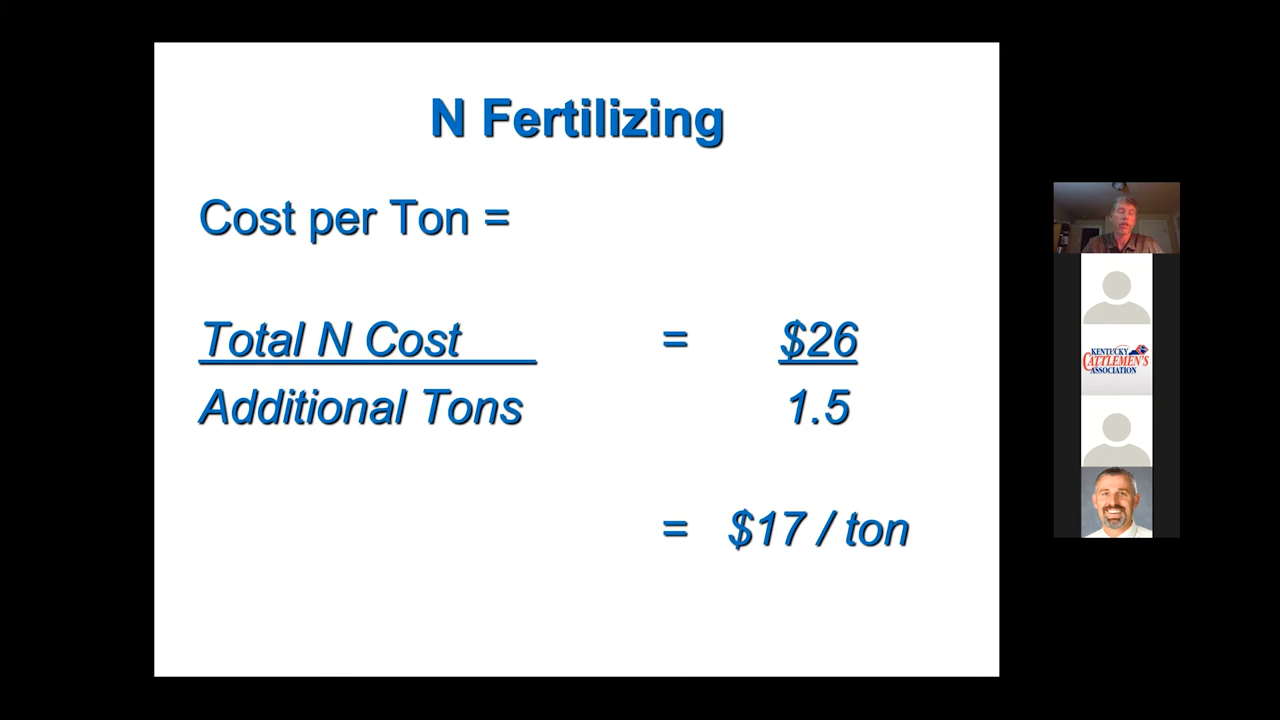 N Fertilizing
Cost per Ton =
Total N Cost = $26
Additional Tons 1.5
= $17 / ton
KENTUCKY
CATTLEMEN'S
ASSOCIATION